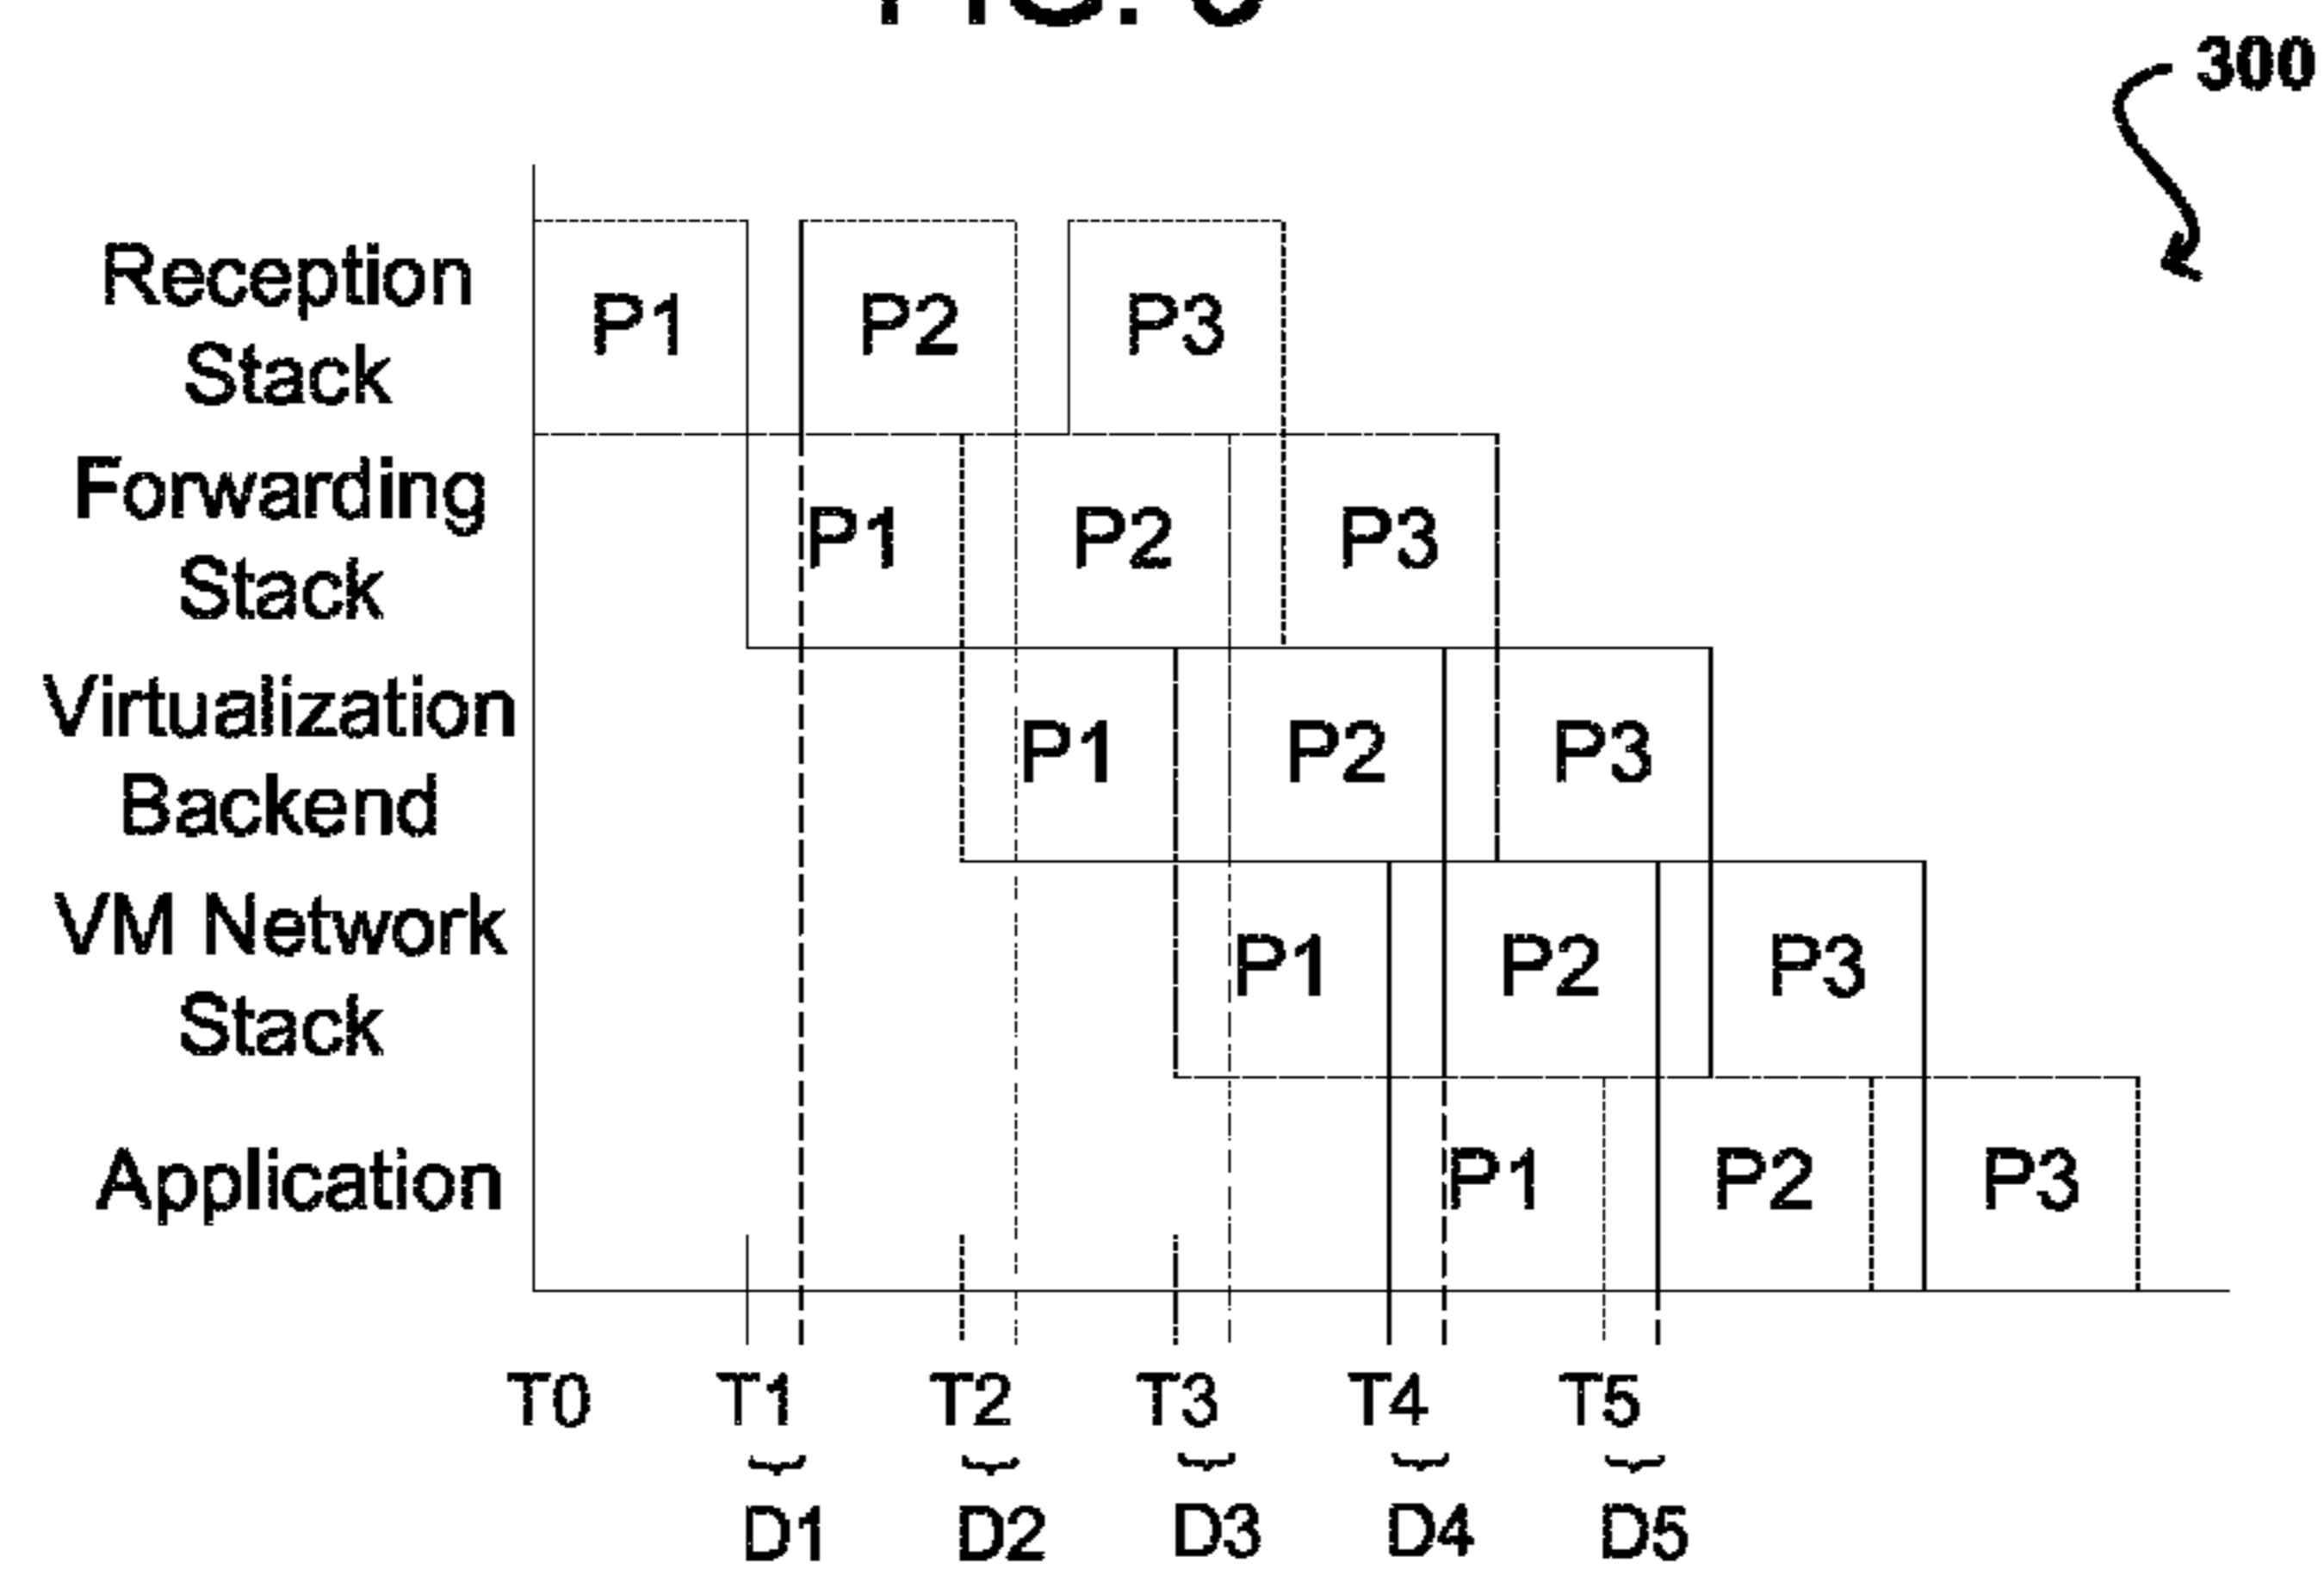 300
Reception
Stack
P1 P2 P3
Forwarding
Stack
P1 P2 P3
Virtualization
Backend
P1 P2 P3
VM Network
Stack
P1 P2 P3
Application
P1 P2 P3
T0 T1 T2 T3 T4 T5
D1 D2 D3 D4 D5